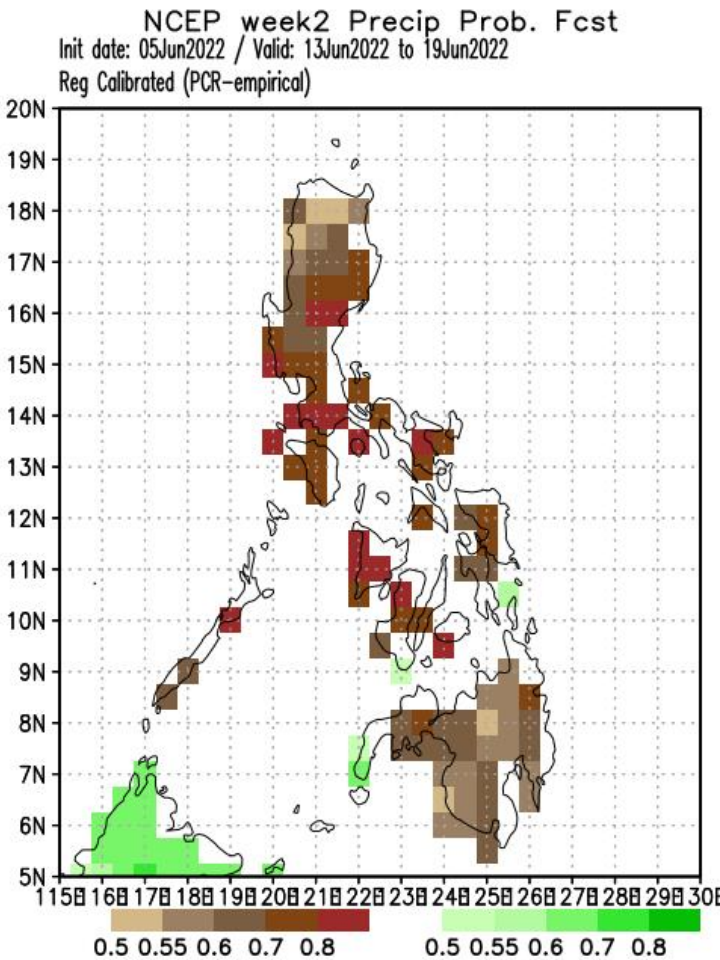 NCEP week2 Precip Prob. Fcst
Init date: 05Jun2022 / Valid: 13Jun2022 to 19Jun2022
Reg Calibrated (PCR-empirical)
20N
19N
18N
17N
16N
15N
14N
13N
12N
11N
10N
9N
8N
7N
6N
5N
115E 116E 117E 118E 119E 120E 121E 122E 123E 124E 125E 126E 127E 128E 129E 130E
0.5 0.55 0.6 0.7 0.8 0.5 0.55 0.6 0.7 0.8